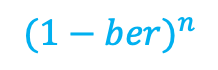 (1 − ber)ⁿ